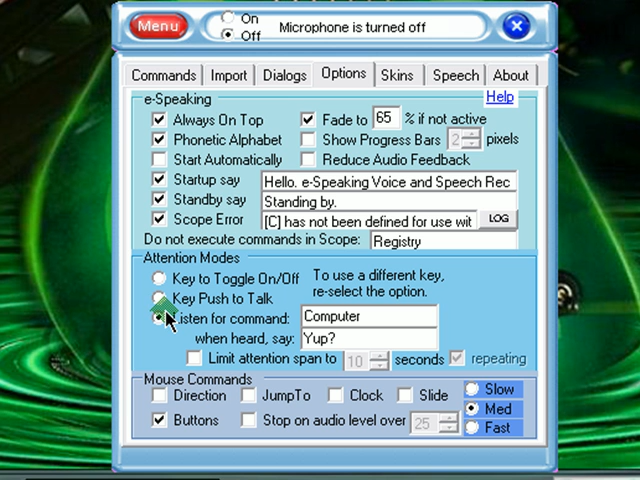 Menu On Off Microphone is turned off X
Commands Import Dialogs Options Skins Speech About
Help
e-Speaking
Always On Top Fade to 65 % if not active
Phonetic Alphabet Show Progress Bars 2 pixels
Start Automatically Reduce Audio Feedback
Startup say Hello. e-Speaking Voice and Speech Rec
Standby say Standing by.
Scope Error [C] has not been defined for use wit LOG
Do not execute commands in Scope: Registry
Attention Modes
Key to Toggle On/Off To use a different key,
Key Push to Talk re-select the option.
Listen for command: Computer
when heard, say: Yup?
Limit attention span to 10 seconds repeating
Mouse Commands
Direction JumpTo Clock Slide Slow
Med
Buttons Stop on audio level over 25 Fast